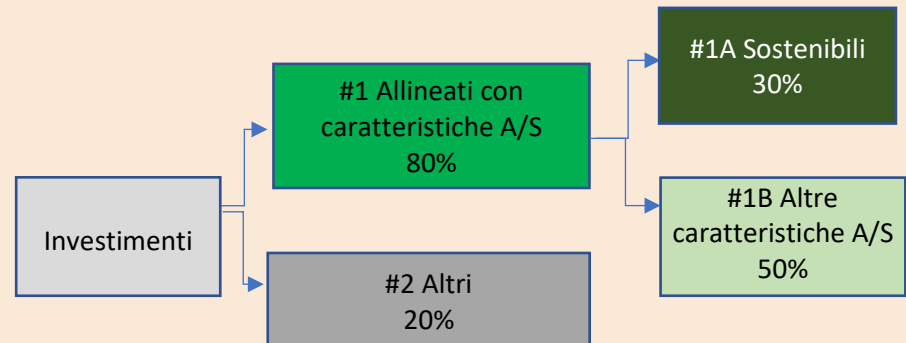 #1A Sostenibili
30%
#1 Allineati con
caratteristiche A/S
80%
#1B Altre
caratteristiche A/S
50%
Investimenti
#2 Altri
20%